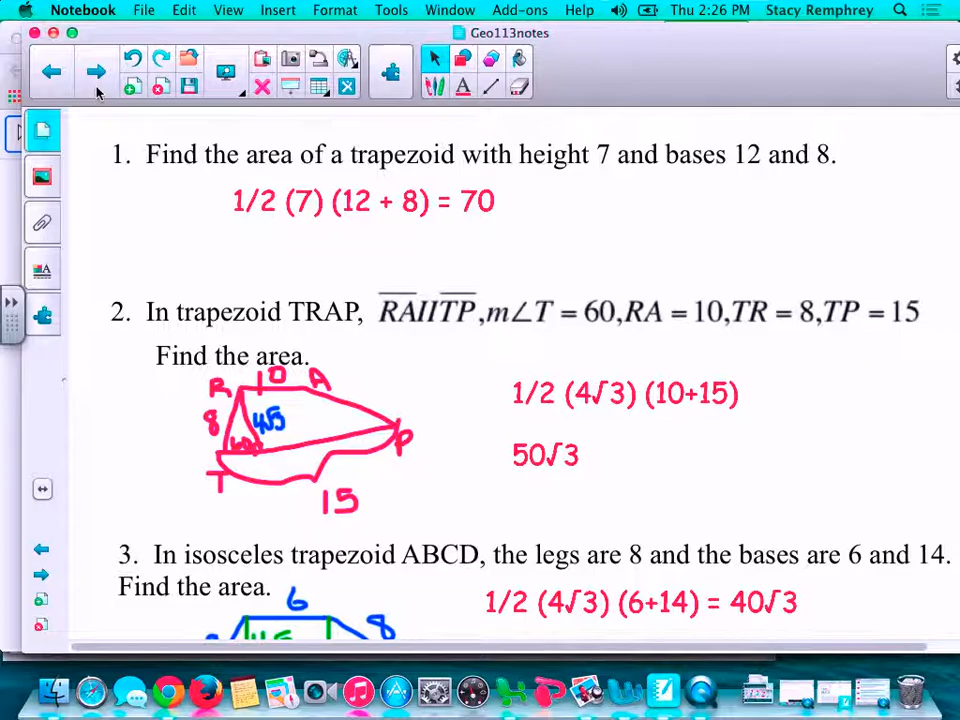 Notebook File Edit View Insert Format Tools Window Add-ons Help Thu 2:26 PM Stacy Remphrey
Geo113notes
1. Find the area of a trapezoid with height 7 and bases 12 and 8.
1/2 (7) (12 + 8) = 70
2. In trapezoid TRAP, RAIITP, m∠T = 60, RA = 10, TR = 8, TP = 15
Find the area.
R 10 A
1/2 (4√3) (10+15)
8 4√3
60 P
50√3
T
15
3. In isosceles trapezoid ABCD, the legs are 8 and the bases are 6 and 14.
Find the area.
6
1/2 (4√3) (6+14) = 40√3
8